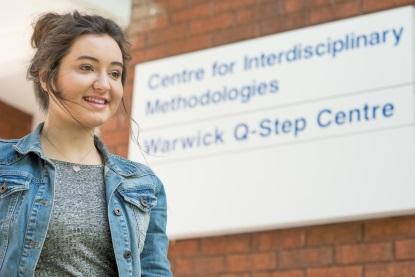 Centre for Interdisciplinary
Methodologies
Warwick Q-Step Centre